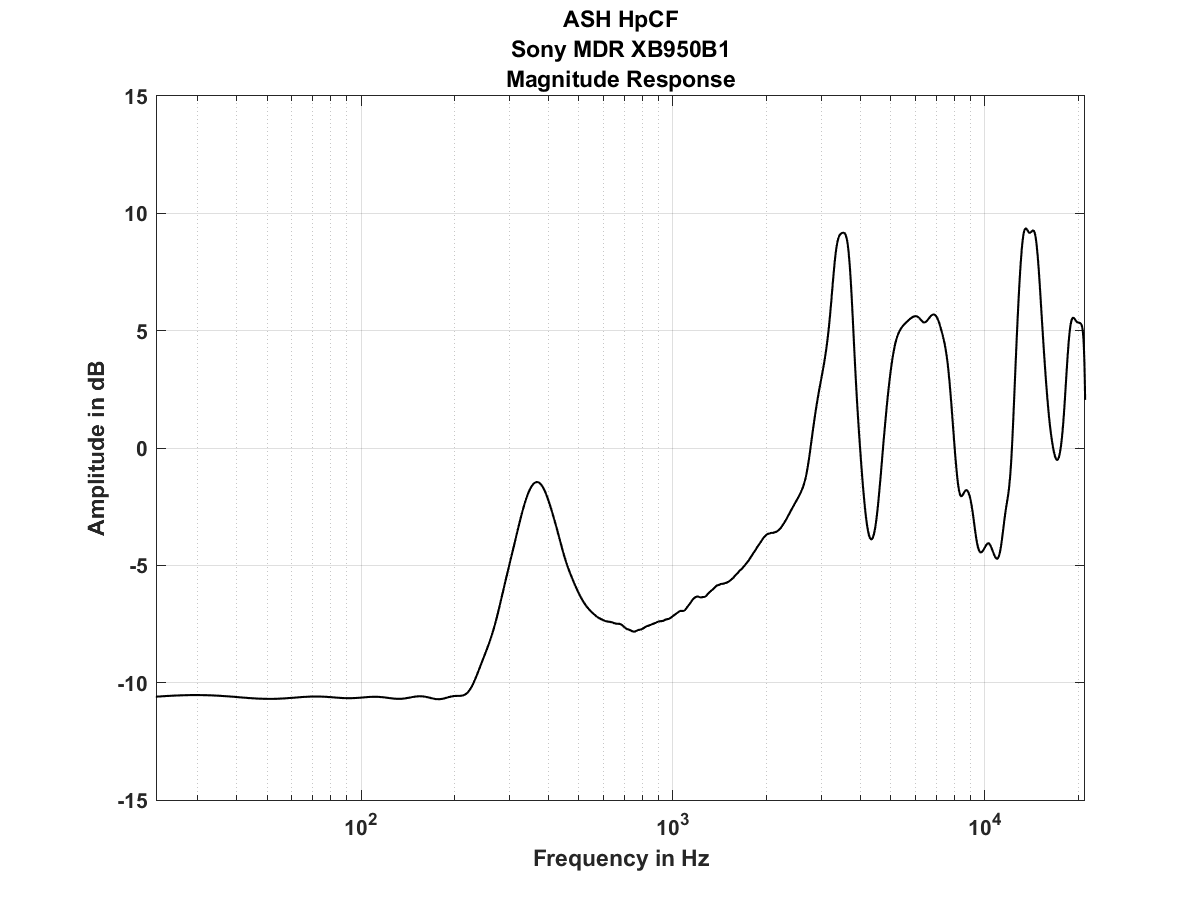 ASH HpCF
Sony MDR XB950B1
Magnitude Response
15
10
5
0
-5
-10
-15
Amplitude in dB
10²
10³
10⁴
Frequency in Hz